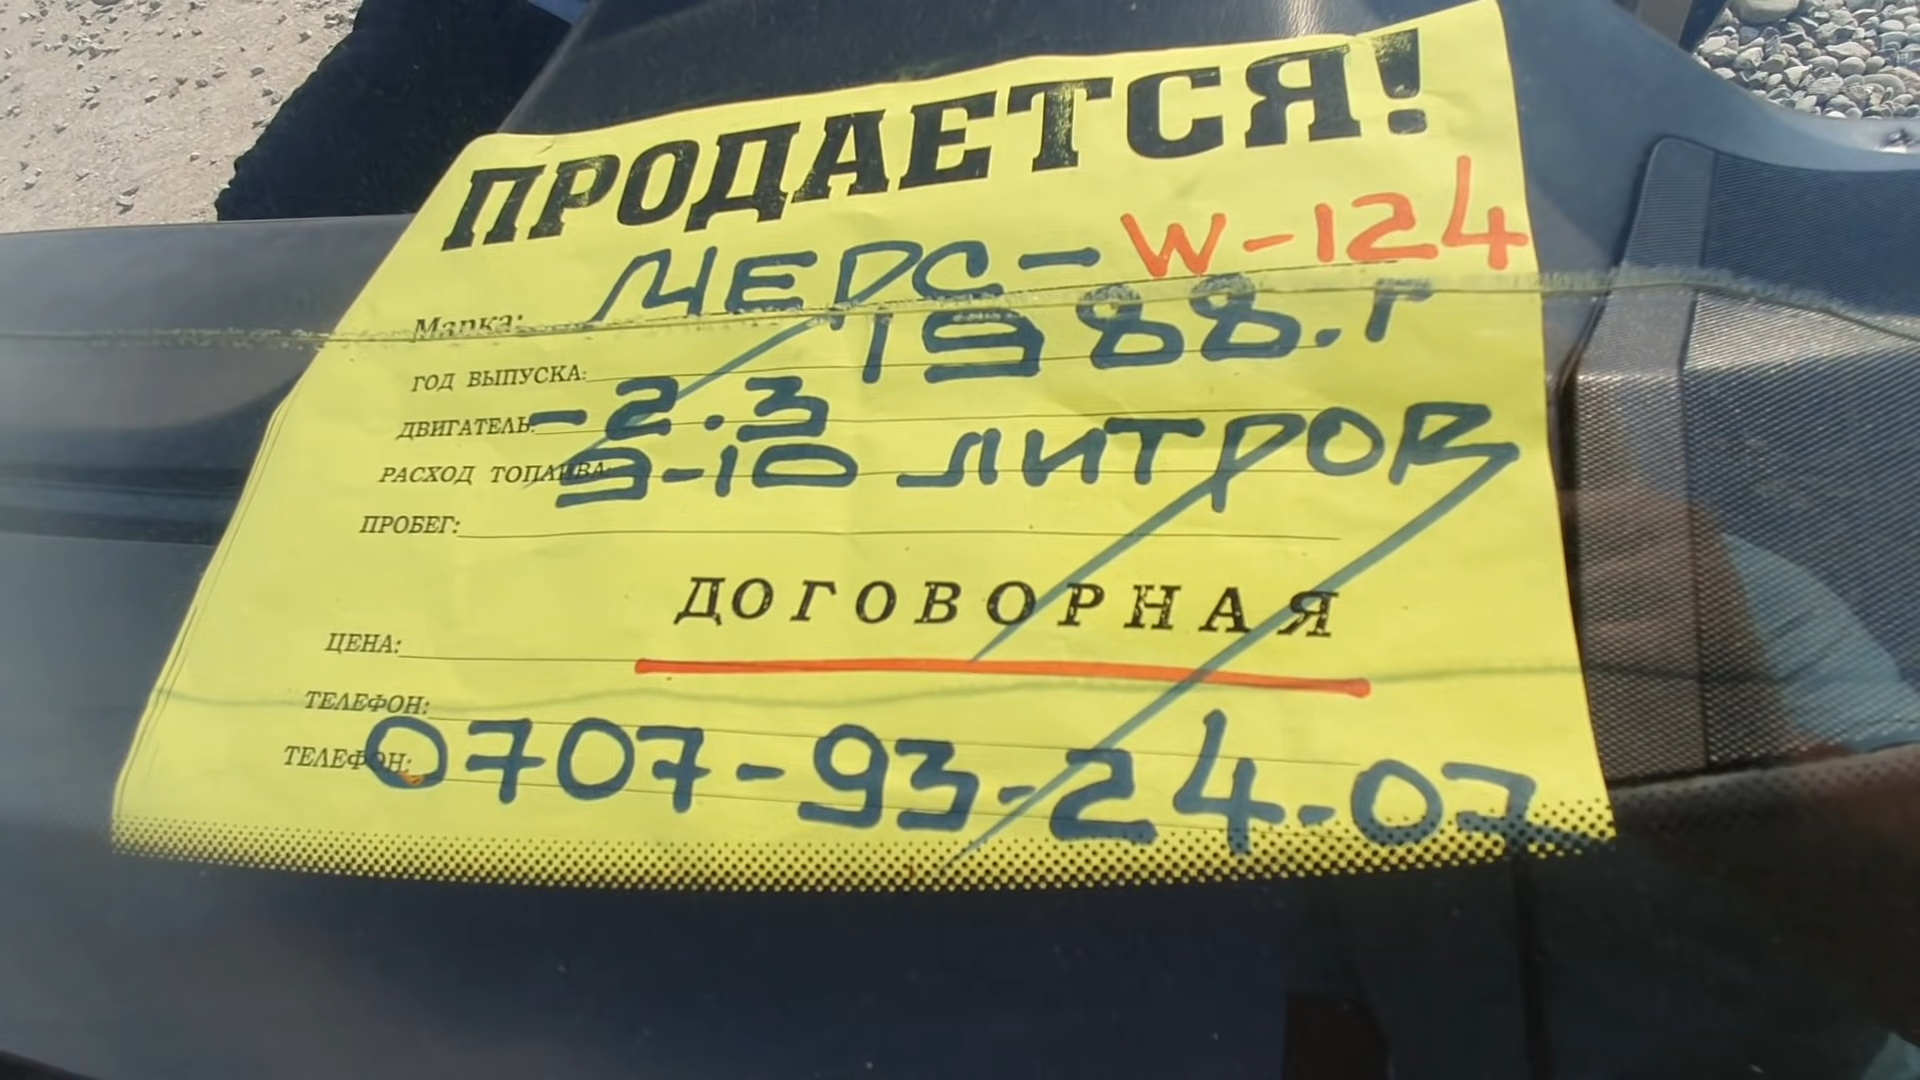 ПРОДАЕТСЯ!
Марка: МЕРС- W-124
ГОД ВЫПУСКА: 1988.г
ДВИГАТЕЛЬ: -2.3
РАСХОД ТОПЛИВА: 9-10 ЛИТРОВ
ПРОБЕГ:
ДОГОВОРНАЯ
ЦЕНА:
ТЕЛЕФОН:
ТЕЛЕФОН: 0707-93-24-07